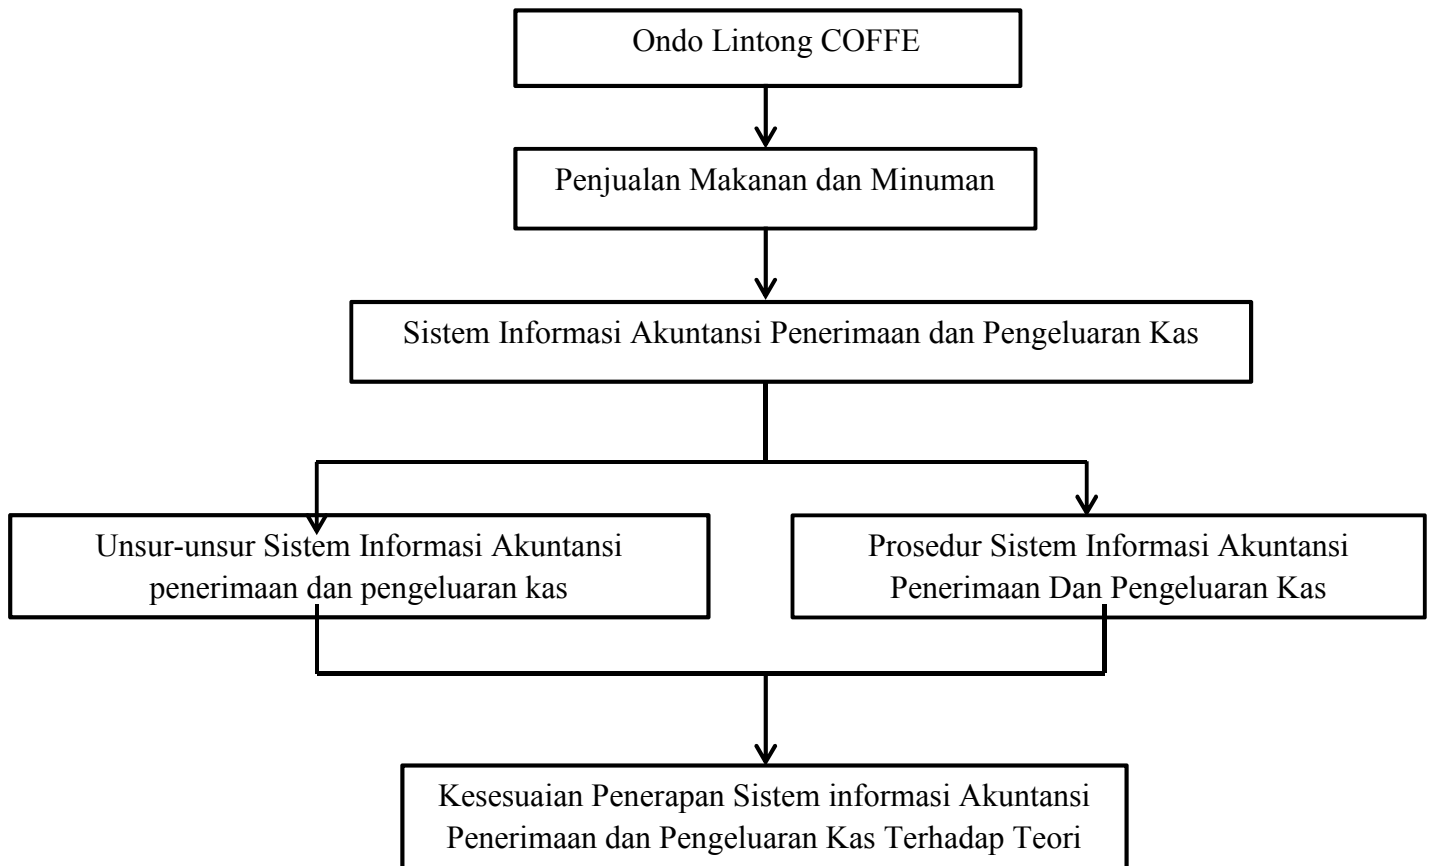 Ondo Lintong COFFE
Penjualan Makanan dan Minuman
Sistem Informasi Akuntansi Penerimaan dan Pengeluaran Kas
Unsur-unsur Sistem Informasi Akuntansi
penerimaan dan pengeluaran kas
Prosedur Sistem Informasi Akuntansi
Penerimaan Dan Pengeluaran Kas
Kesesuaian Penerapan Sistem informasi Akuntansi
Penerimaan dan Pengeluaran Kas Terhadap Teori